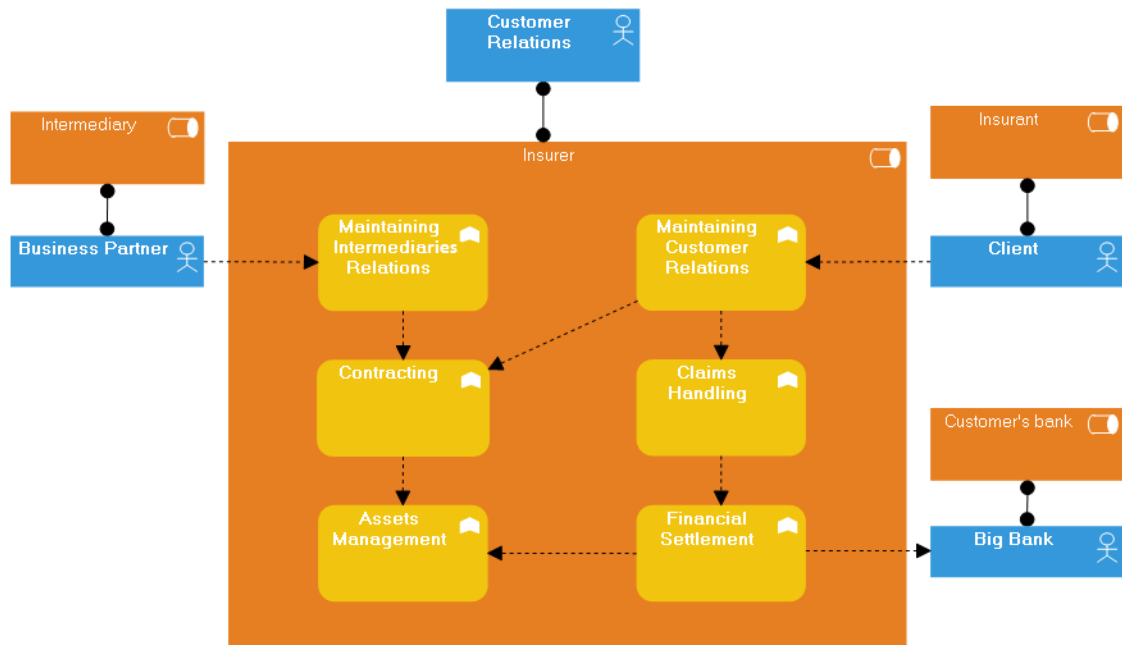 Customer
Relations
Intermediary
Insurant
Insurer
Maintaining
Intermediaries
Relations
Maintaining
Customer
Relations
Business Partner
Client
Contracting
Claims
Handling
Customer's bank
Assets
Management
Financial
Settlement
Big Bank